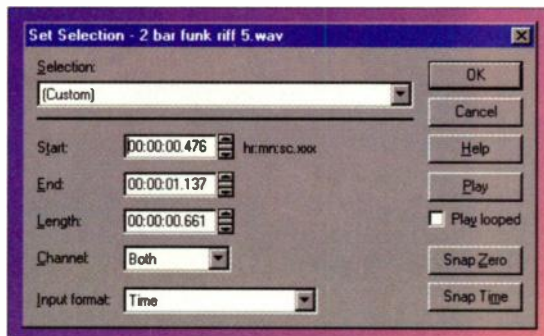 Set Selection - 2 bar funk riff 5.wav
Selection:
(Custom)
OK
Cancel
Start: 00:00:00.476 hr:mn:sc.xxx
Help
End: 00:00:01.137
Play
Length: 00:00:00.661
Play looped
Channel: Both
Snap Zero
Input format: Time
Snap Time